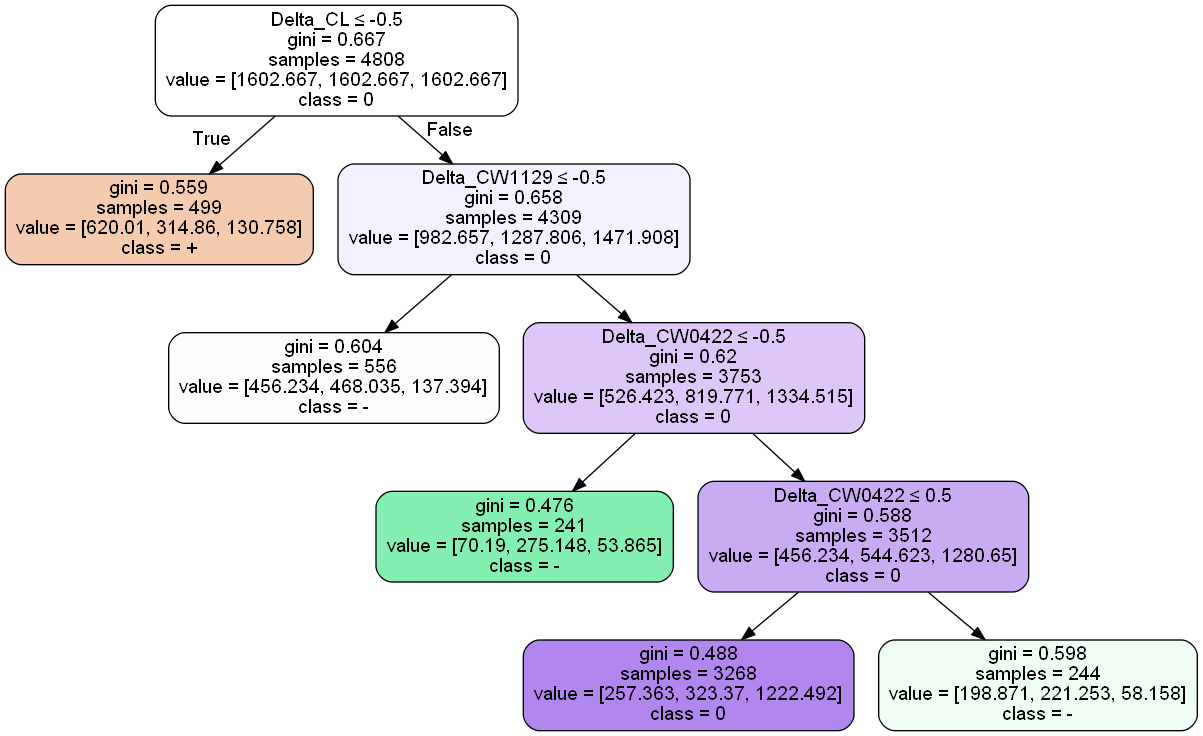 Delta_CL ≤ -0.5
gini = 0.667
samples = 4808
value = [1602.667, 1602.667, 1602.667]
class = 0
True
False
gini = 0.559
samples = 499
value = [620.01, 314.86, 130.758]
class = +
Delta_CW1129 ≤ -0.5
gini = 0.658
samples = 4309
value = [982.657, 1287.806, 1471.908]
class = 0
gini = 0.604
samples = 556
value = [456.234, 468.035, 137.394]
class = -
Delta_CW0422 ≤ -0.5
gini = 0.62
samples = 3753
value = [526.423, 819.771, 1334.515]
class = 0
gini = 0.476
samples = 241
value = [70.19, 275.148, 53.865]
class = -
Delta_CW0422 ≤ 0.5
gini = 0.588
samples = 3512
value = [456.234, 544.623, 1280.65]
class = 0
gini = 0.488
samples = 3268
value = [257.363, 323.37, 1222.492]
class = 0
gini = 0.598
samples = 244
value = [198.871, 221.253, 58.158]
class = -